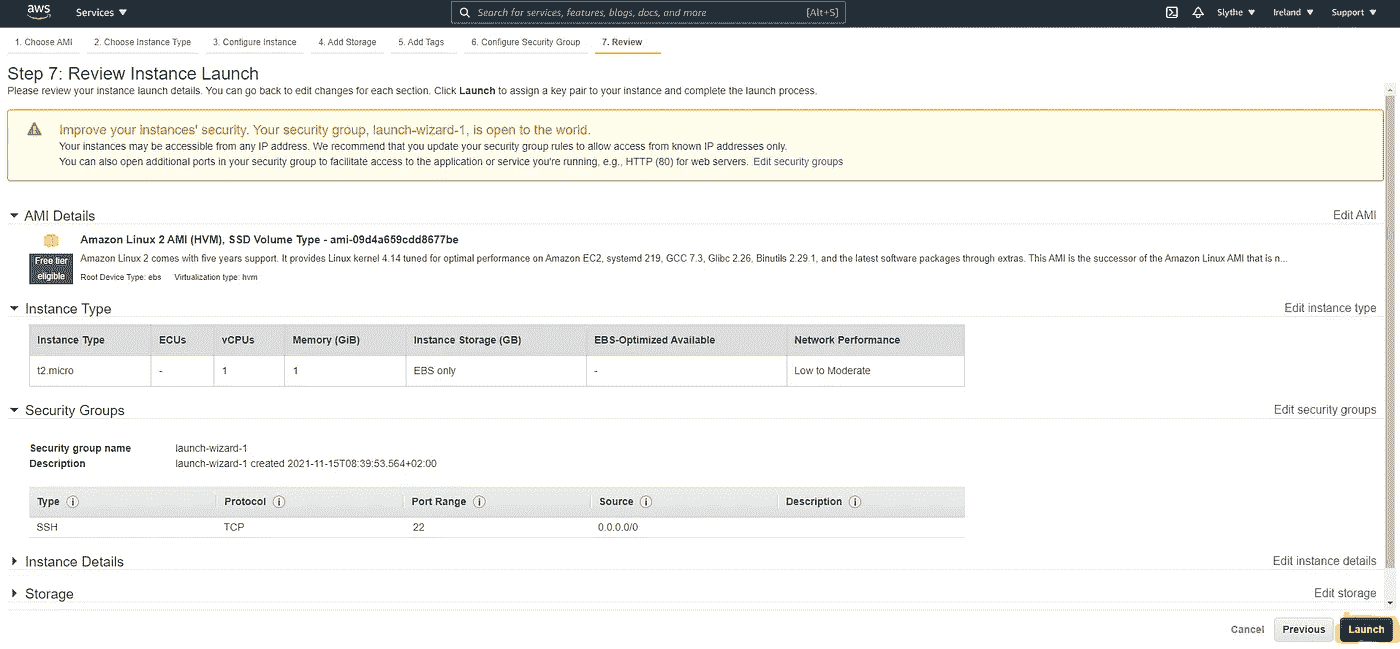 aws Services Search for services, features, blogs, docs, and more [Alt+S] Slythe Ireland Support
1. Choose AMI 2. Choose Instance Type 3. Configure Instance 4. Add Storage 5. Add Tags 6. Configure Security Group 7. Review
Step 7: Review Instance Launch
Please review your instance launch details. You can go back to edit changes for each section. Click Launch to assign a key pair to your instance and complete the launch process.
Improve your instances' security. Your security group, launch-wizard-1, is open to the world.
Your instances may be accessible from any IP address. We recommend that you update your security group rules to allow access from known IP addresses only.
You can also open additional ports in your security group to facilitate access to the application or service you're running, e.g., HTTP (80) for web servers. Edit security groups
AMI Details Edit AMI
Amazon Linux 2 AMI (HVM), SSD Volume Type - ami-09d4a659cdd8677be
Free tier eligible
Amazon Linux 2 comes with five years support. It provides Linux kernel 4.14 tuned for optimal performance on Amazon EC2, systemd 219, GCC 7.3, Glibc 2.26, Binutils 2.29.1, and the latest software packages through extras. This AMI is the successor of the Amazon Linux AMI that is n...
Root Device Type: ebs Virtualization type: hvm
Instance Type Edit instance type
Instance Type ECUs vCPUs Memory (GiB) Instance Storage (GB) EBS-Optimized Available Network Performance
t2.micro - 1 1 EBS only - Low to Moderate
Security Groups Edit security groups
Security group name launch-wizard-1
Description launch-wizard-1 created 2021-11-15T08:39:53.564+02:00
Type Protocol Port Range Source Description
SSH TCP 22 0.0.0.0/0
Instance Details Edit instance details
Storage Edit storage
Cancel Previous Launch